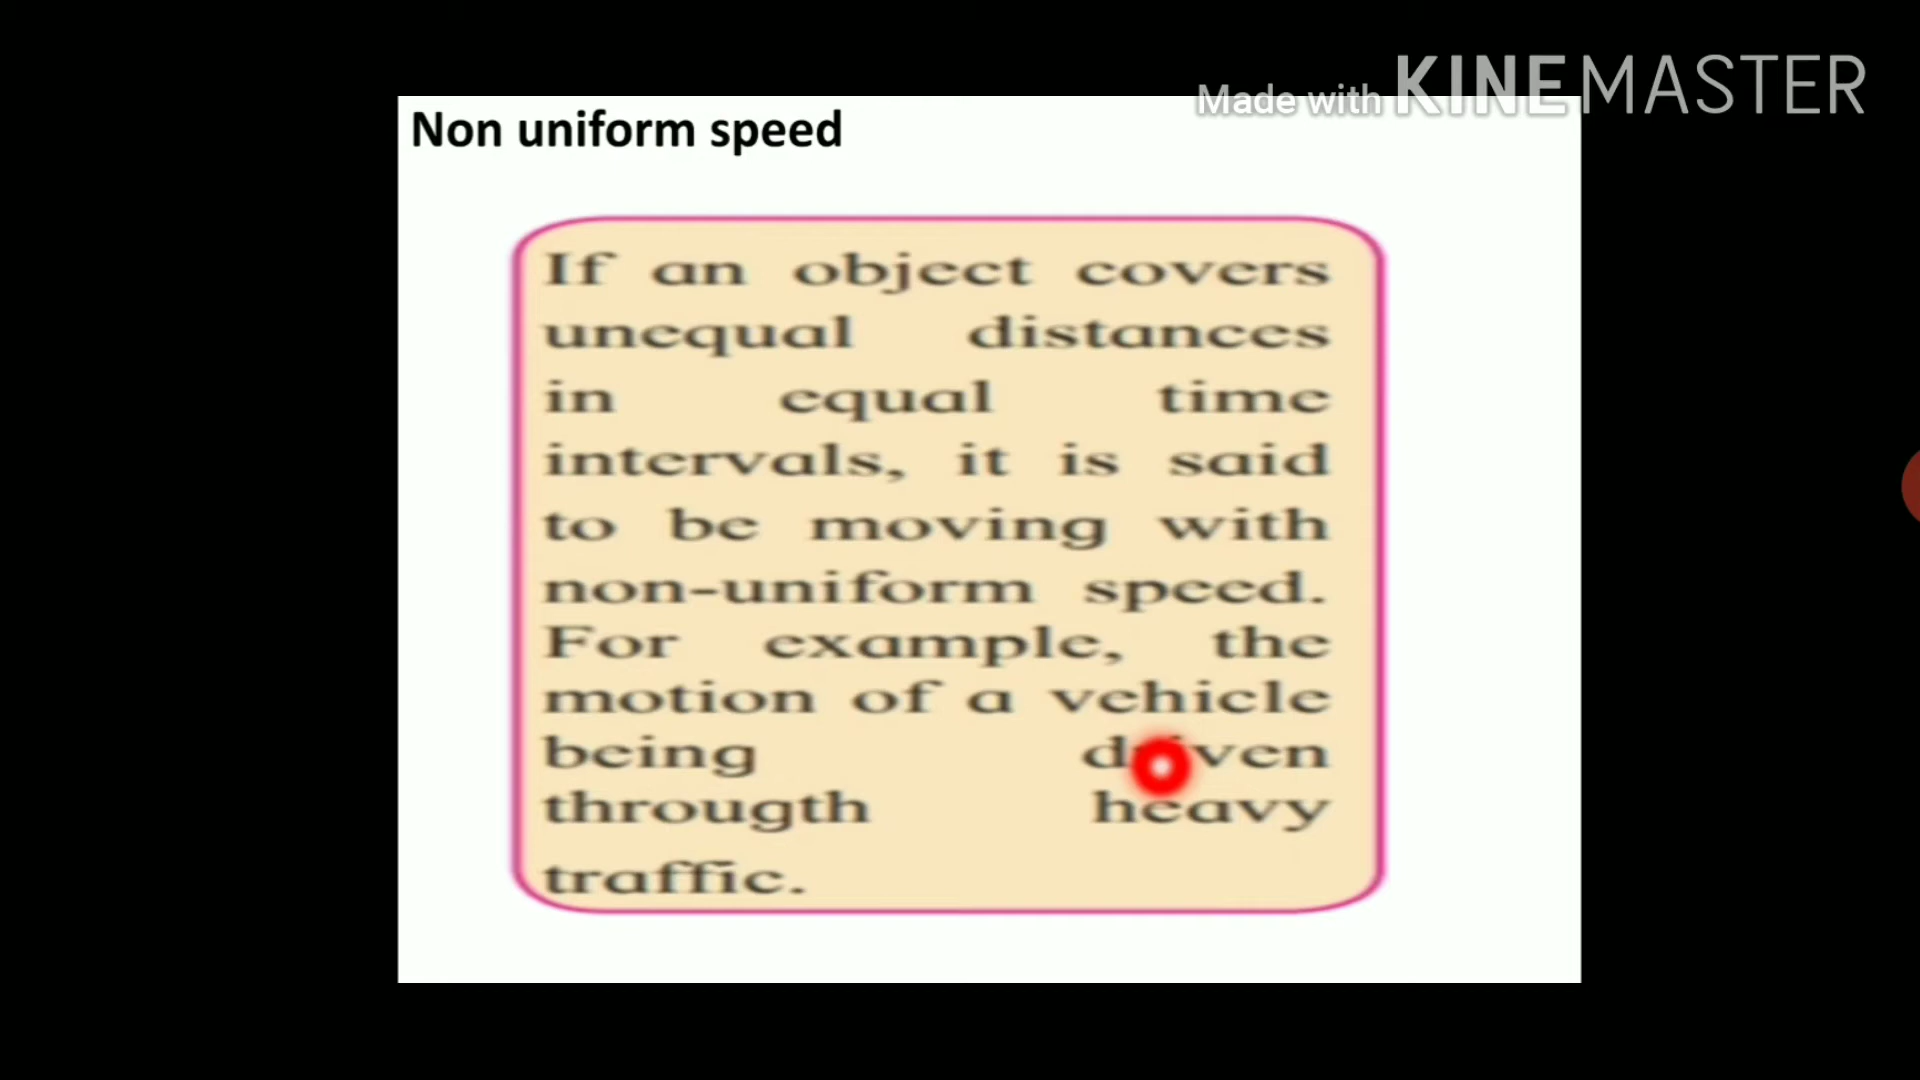 Made with KINEMASTER
Non uniform speed
If an object covers
unequal distances
in equal time
intervals, it is said
to be moving with
non-uniform speed.
For example, the
motion of a vehicle
being driven
througth heavy
traffic.